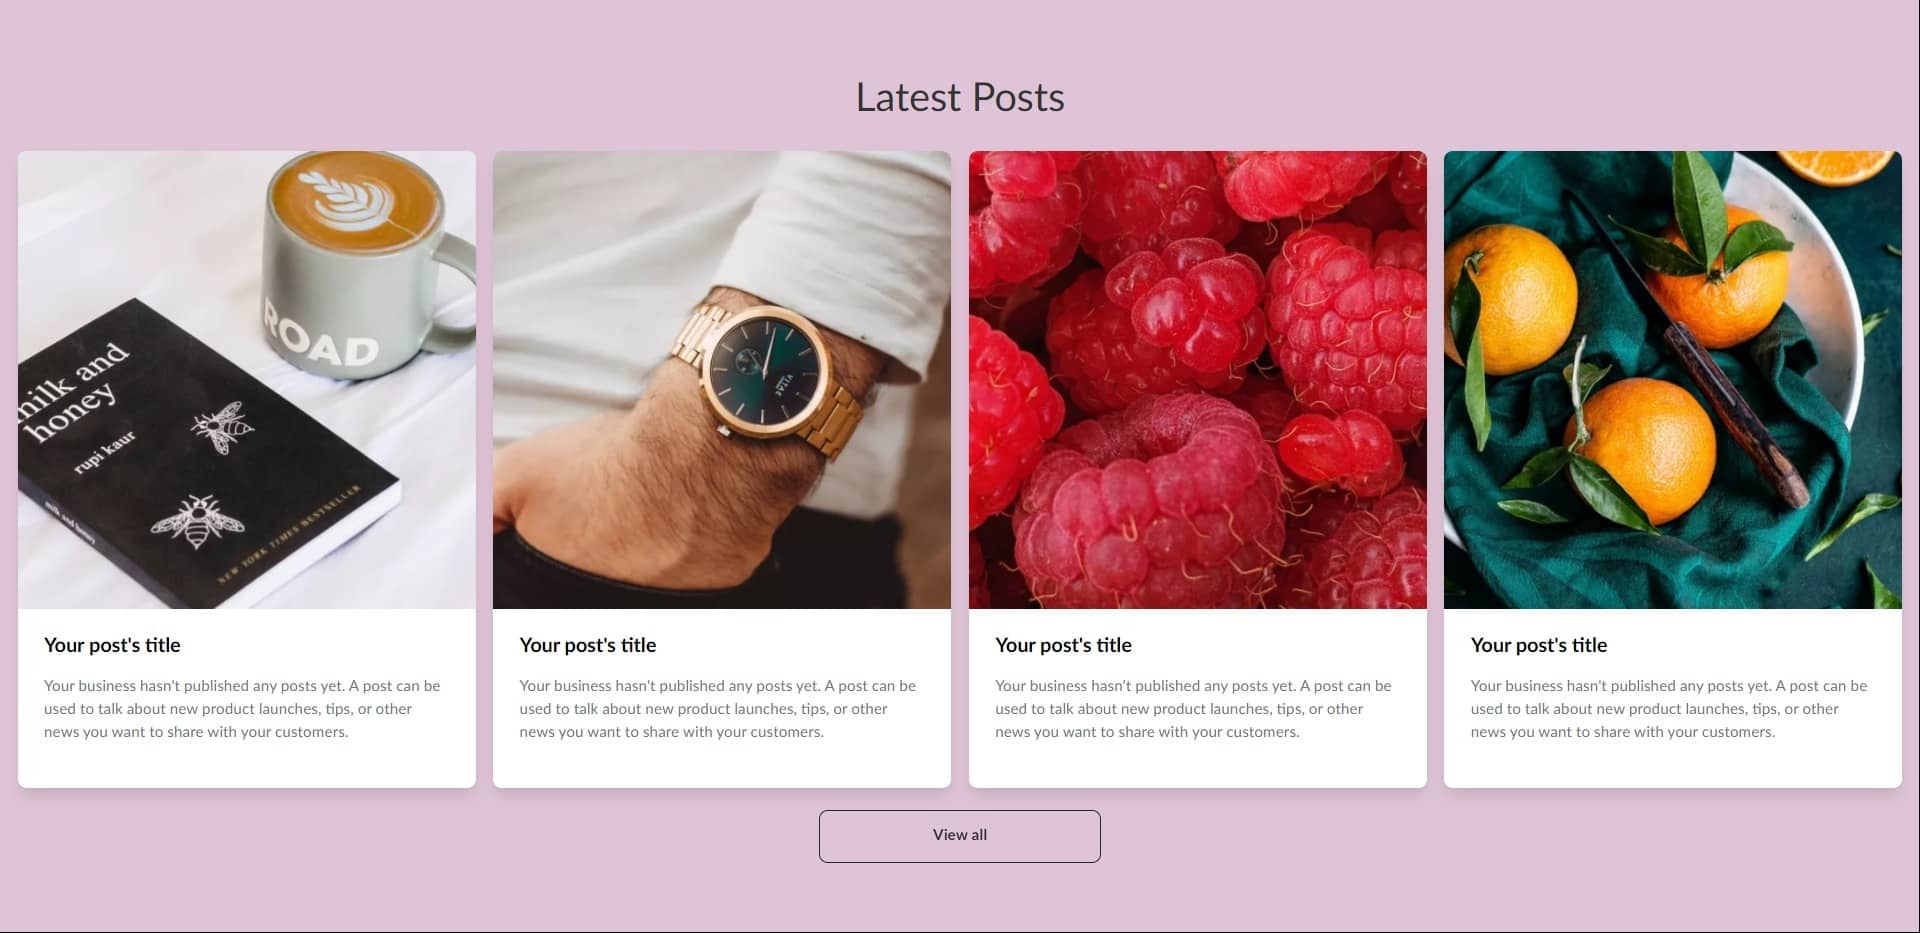 Latest Posts
ROAD
milk and
honey
rupi kaur
milk and honey
NEW YORK TIMES BESTSELLER
VITAE
Your post's title
Your business hasn't published any posts yet. A post can be
used to talk about new product launches, tips, or other
news you want to share with your customers.
Your post's title
Your business hasn't published any posts yet. A post can be
used to talk about new product launches, tips, or other
news you want to share with your customers.
Your post's title
Your business hasn't published any posts yet. A post can be
used to talk about new product launches, tips, or other
news you want to share with your customers.
Your post's title
Your business hasn't published any posts yet. A post can be
used to talk about new product launches, tips, or other
news you want to share with your customers.
View all